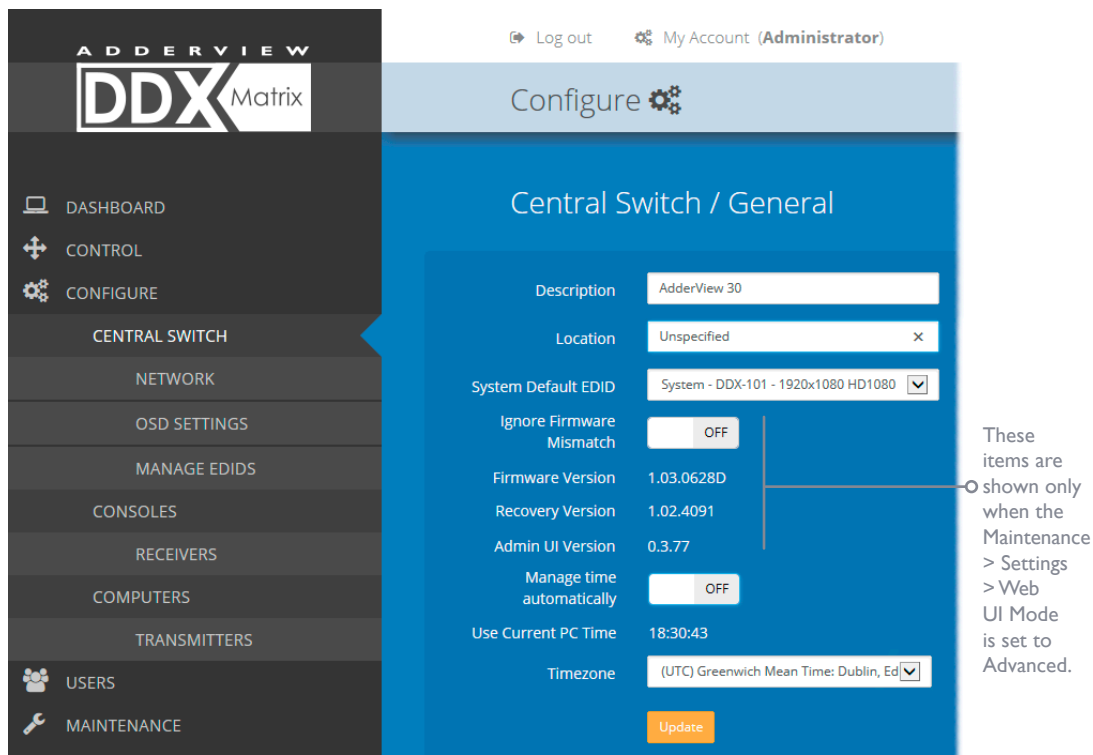 ADDERVIEW
DDX Matrix
Log out
My Account (Administrator)
Configure
DASHBOARD
CONTROL
CONFIGURE
CENTRAL SWITCH
NETWORK
OSD SETTINGS
MANAGE EDIDS
CONSOLES
RECEIVERS
COMPUTERS
TRANSMITTERS
USERS
MAINTENANCE
Central Switch / General
Description AdderView 30
Location Unspecified
System Default EDID System - DDX-101 - 1920x1080 HD1080
Ignore Firmware
Mismatch OFF
Firmware Version 1.03.0628D
Recovery Version 1.02.4091
Admin UI Version 0.3.77
Manage time
automatically OFF
Use Current PC Time 18:30:43
Timezone (UTC) Greenwich Mean Time: Dublin, Ed
Update
These
items are
shown only
when the
Maintenance
> Settings
> Web
UI Mode
is set to
Advanced.